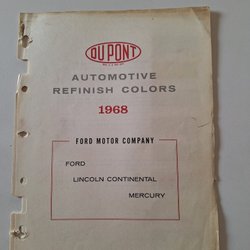 DU PONT
AUTOMOTIVE
REFINISH COLORS
1968
FORD MOTOR COMPANY
FORD
LINCOLN CONTINENTAL
MERCURY